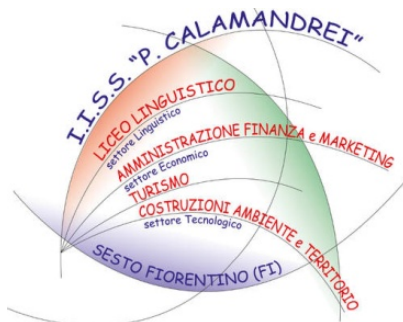 I.I.S.S. "P. CALAMANDREI"
LICEO LINGUISTICO
settore Linguistico
AMMINISTRAZIONE FINANZA e MARKETING
settore Economico
TURISMO
COSTRUZIONI AMBIENTE e TERRITORIO
settore Tecnologico
SESTO FIORENTINO (FI)